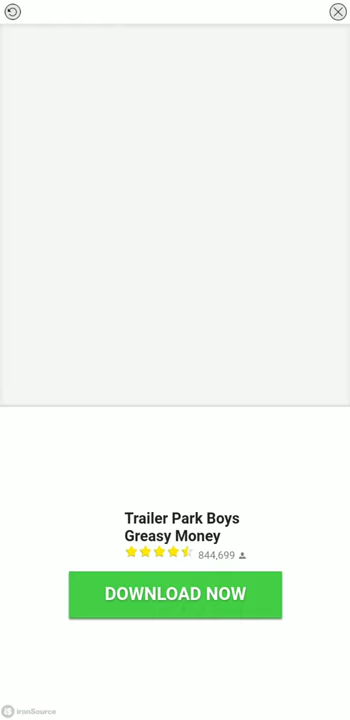 Trailer Park Boys
Greasy Money
844,699
DOWNLOAD NOW
ironSource